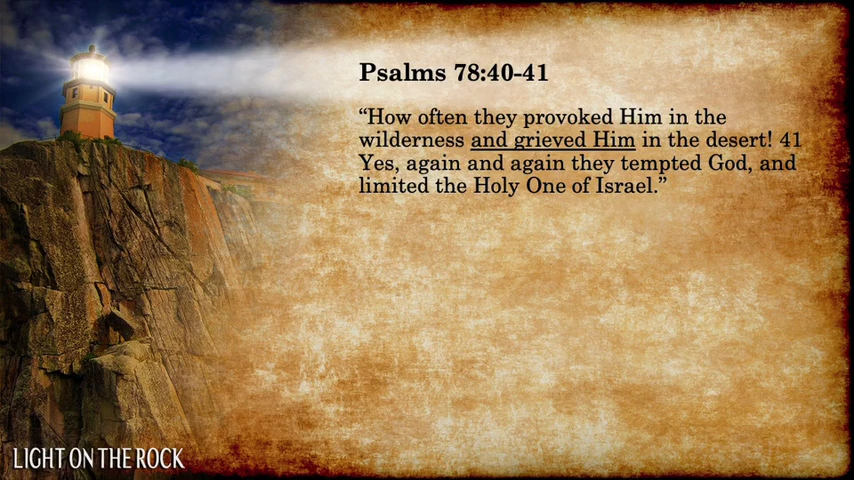 Psalms 78:40-41
“How often they provoked Him in the
wilderness and grieved Him in the desert! 41
Yes, again and again they tempted God, and
limited the Holy One of Israel.”
LIGHT ON THE ROCK